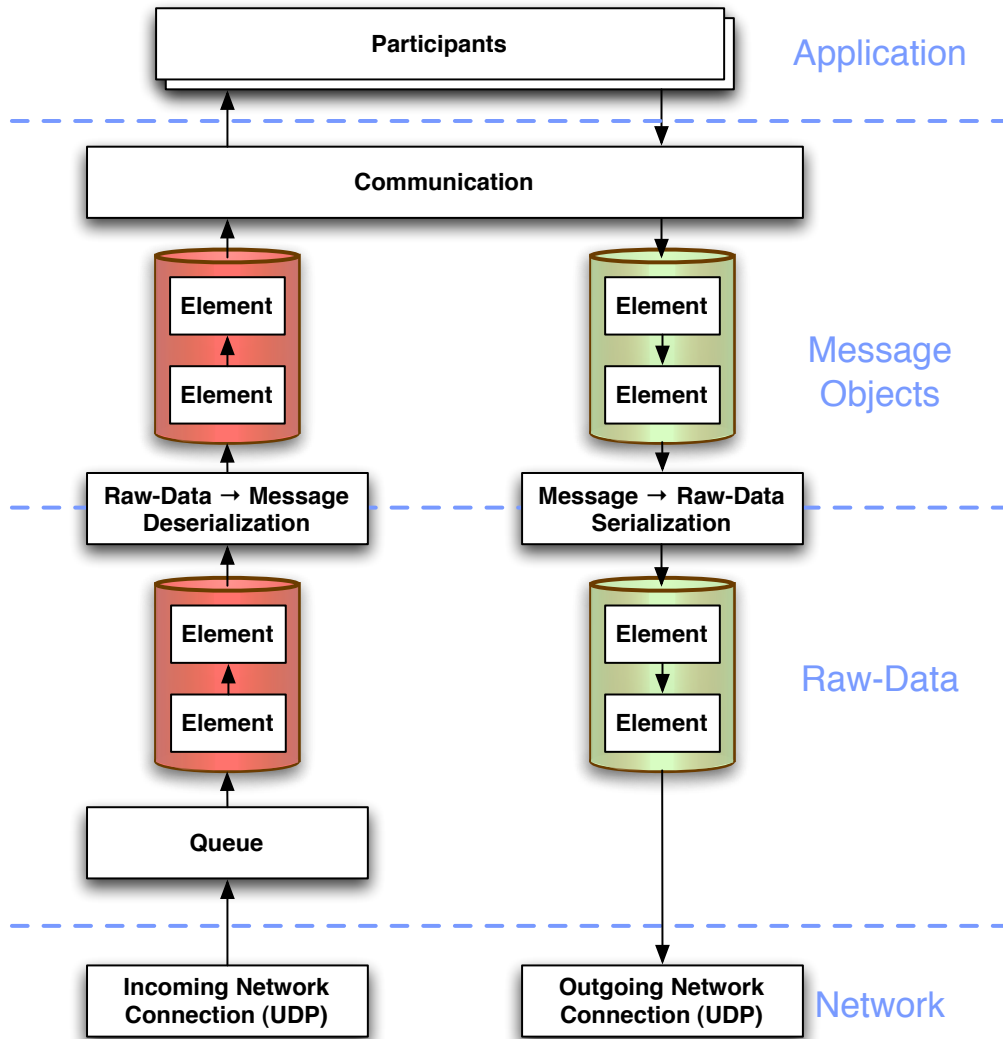 Participants
Application
Communication
Element
Element
Element
Element
Message
Objects
Raw-Data → Message
Deserialization
Message → Raw-Data
Serialization
Element
Element
Element
Element
Raw-Data
Queue
Incoming Network
Connection (UDP)
Outgoing Network
Connection (UDP)
Network